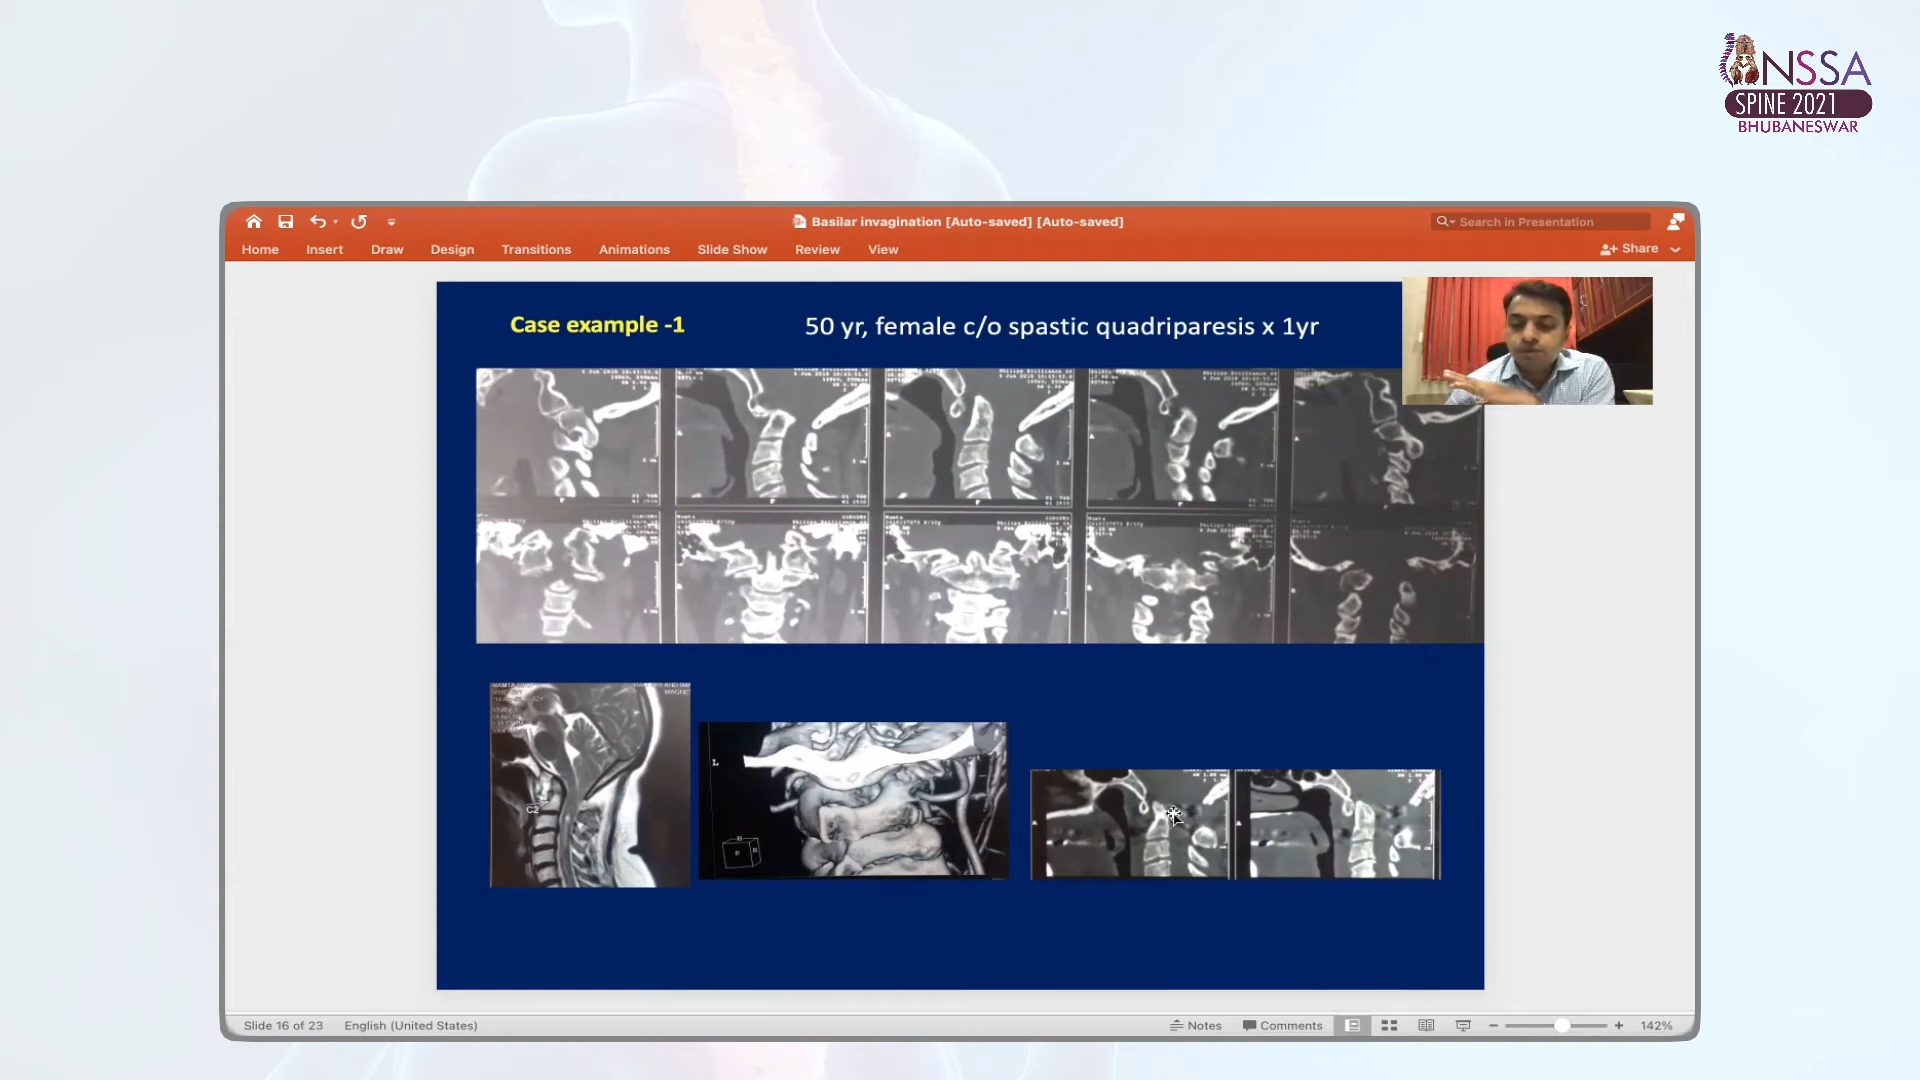 NSSA
SPINE 2021
BHUBANESWAR
Basilar invagination [Auto-saved] [Auto-saved]
Search in Presentation
Home Insert Draw Design Transitions Animations Slide Show Review View
Share
Case example -1
50 yr, female c/o spastic quadriparesis x 1yr
C2
L
H
P
R
Slide 16 of 23
English (United States)
Notes
Comments
142%